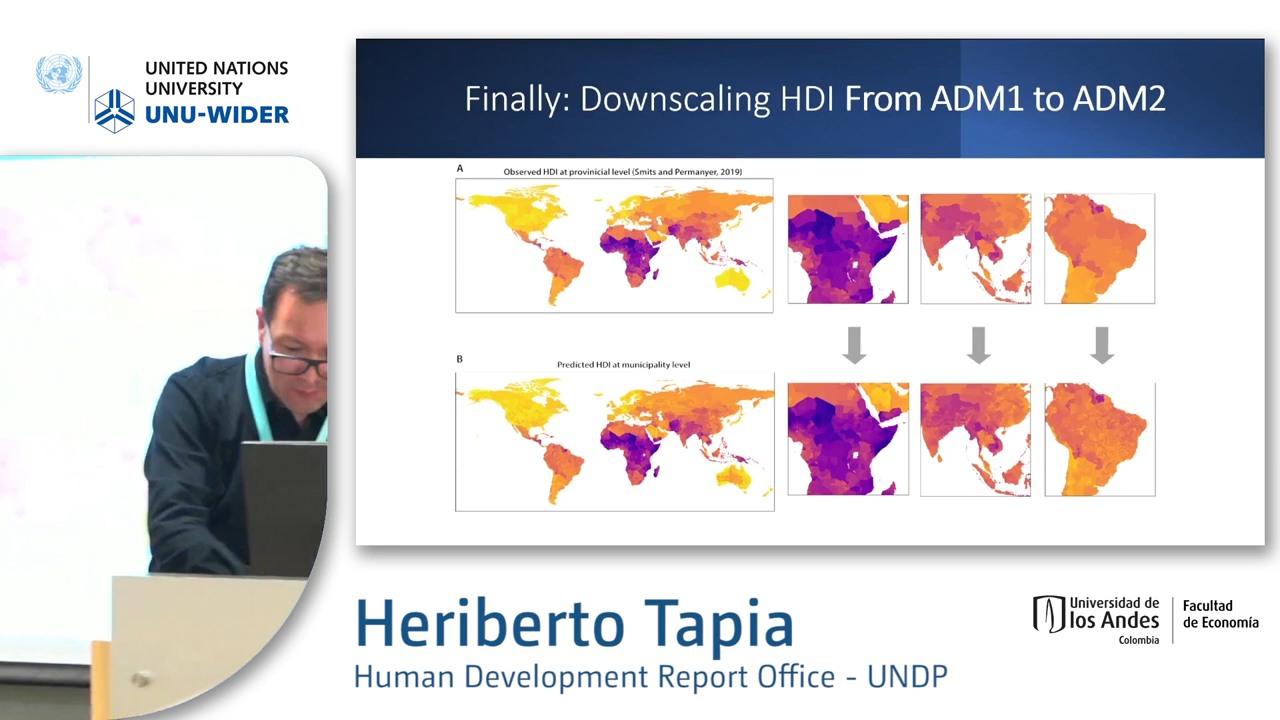 UNITED NATIONS
UNIVERSITY
UNU-WIDER
Finally: Downscaling HDI From ADM1 to ADM2
A
Observed HDI at provinicial level (Smits and Permanyer, 2019)
B
Predicted HDI at municipality level
Heriberto Tapia
Human Development Report Office - UNDP
Universidad de
los Andes
Colombia
Facultad
de Economía